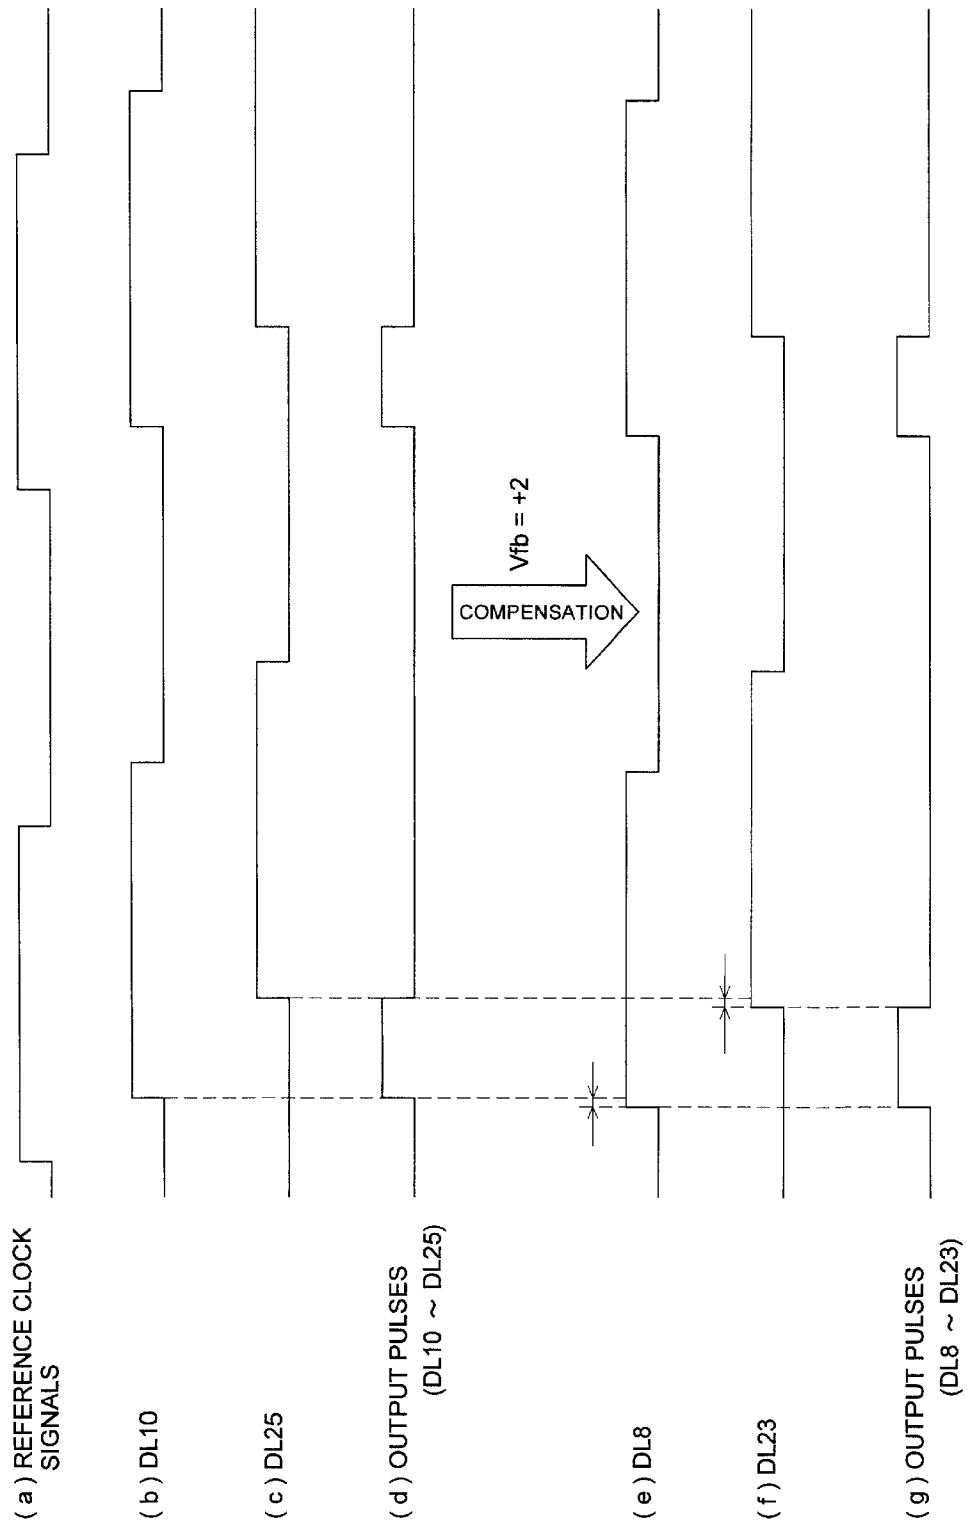 ( a ) REFERENCE CLOCK
SIGNALS
( b ) DL10
( c ) DL25
( d ) OUTPUT PULSES
(DL10 ~ DL25)
COMPENSATION
Vfb = +2
( e ) DL8
( f ) DL23
( g ) OUTPUT PULSES
(DL8 ~ DL23)